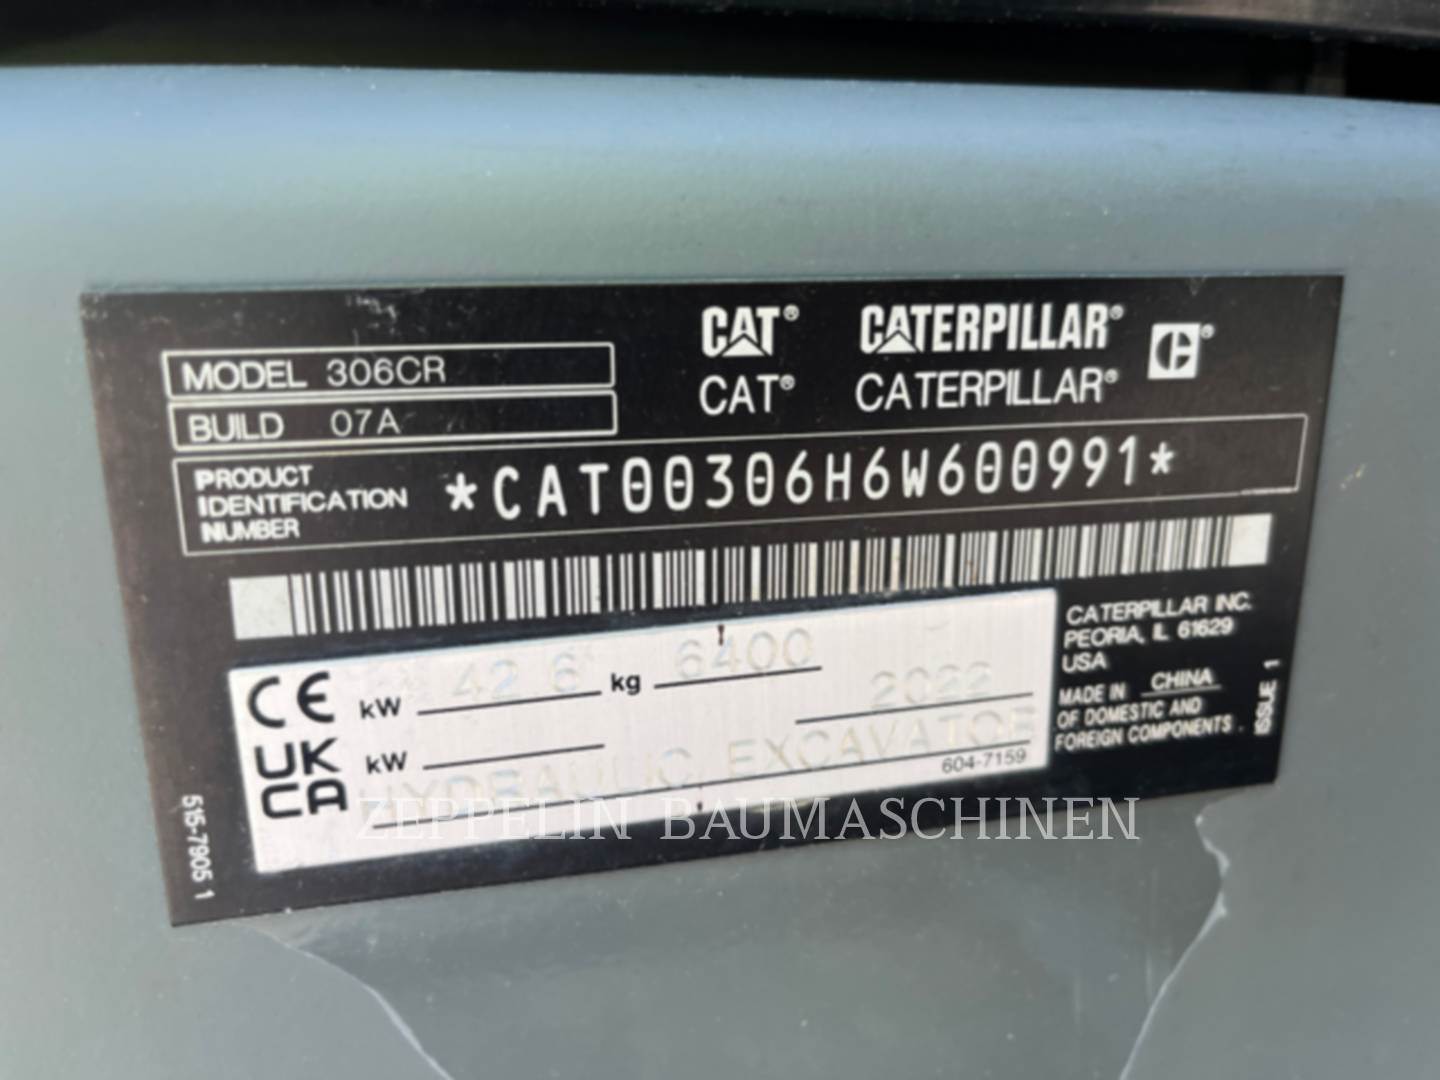 CAT® CATERPILLAR® ®
CAT® CATERPILLAR®
MODEL 306CR
BUILD 07A
PRODUCT
IDENTIFICATION
NUMBER
*CAT00306H6W600991*
CE
UK
CA
kW 42 6 kg 6400
2022
kW
HYDRAULIC EXCAVATOR
604-7159
CATERPILLAR INC.
PEORIA, IL 61629
USA
MADE IN CHINA
OF DOMESTIC AND
FOREIGN COMPONENTS .
ISSUE 1
515-7905 1
ZEPPELIN BAUMASCHINEN